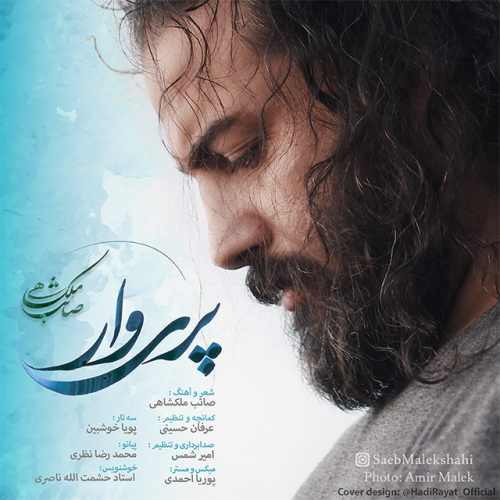 صائب ملکشاهی
پری وار
شعر و آهنگ :
صائب ملکشاهی
کمانچه و تنظیم :
عرفان حسینی
سه تار :
پویا خوشبین
صدابرداری و تنظیم :
امیر شمس
پیانو :
محمد رضا نظری
میکس و مستر :
پوریا احمدی
خوشنویس :
استاد حشمت الله ناصری
SaebMalekshahi
Photo: Amir Malek
Cover design: @HadiRayat_Official